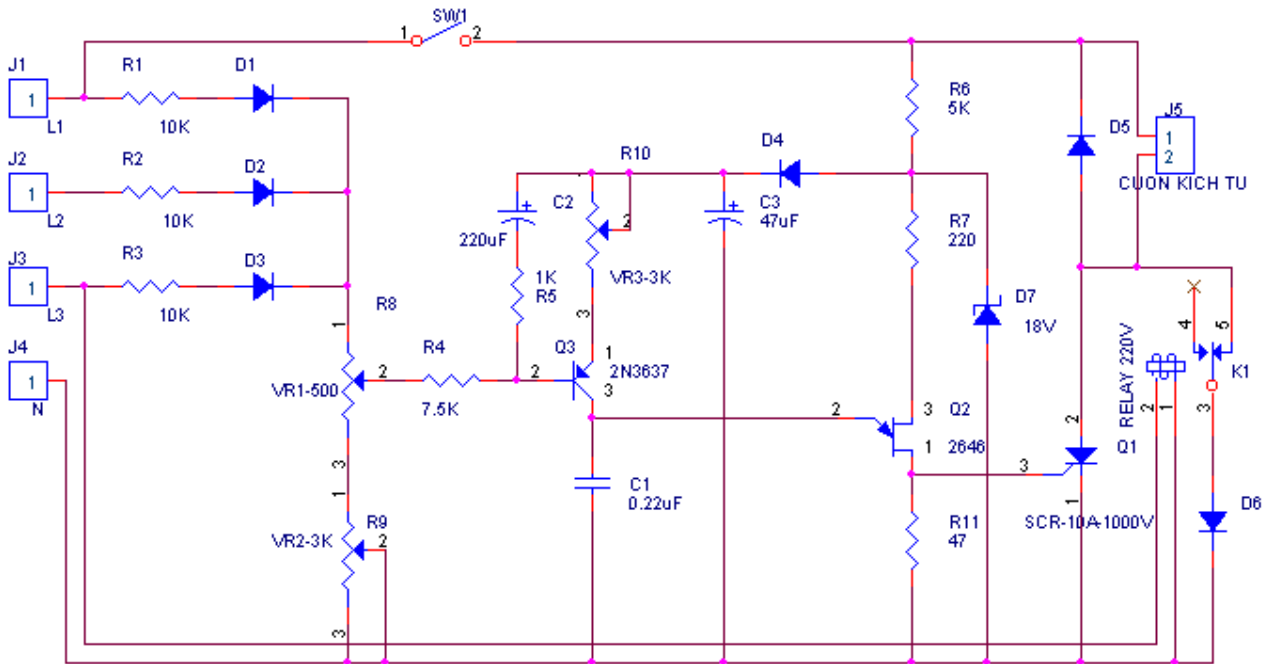 SW1
1 2
J1
1
L1
R1
10K
D1
J2
1
L2
R2
10K
D2
J3
1
L3
R3
10K
D3
J4
1
N
R8
1
2
VR1-500
3
1
R9
2
VR2-3K
3
R4
7.5K
C2
220uF
1K
R5
R10
2
VR3-3K
3
Q3
1
2N3637
2
3
C1
0.22uF
D4
C3
47uF
R6
5K
R7
220
D7
18V
2
3
Q2
1
2646
R11
47
3
2
Q1
1
SCR-10A-1000V
D5
J5
1
2
CUON KICH TU
4
5
K1
RELAY 220V
2
1
3
D6